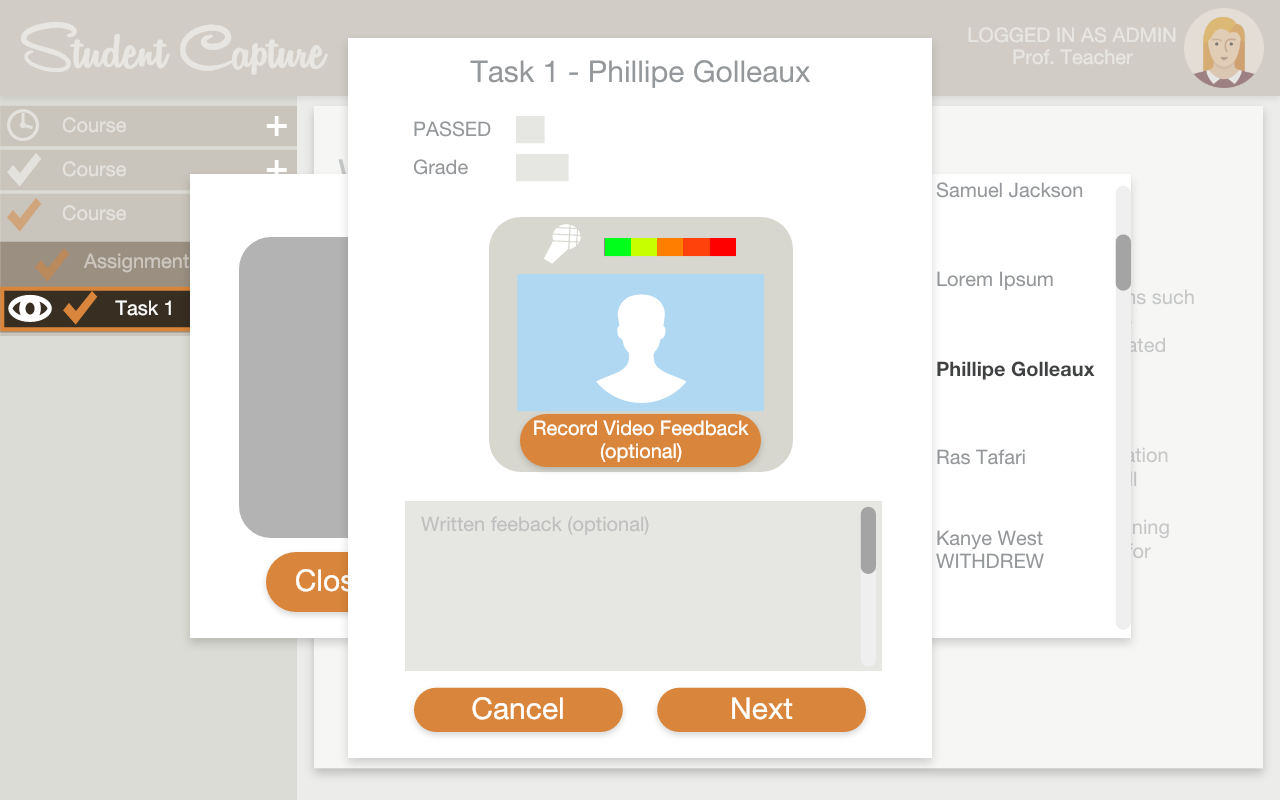 Student Capture
LOGGED IN AS ADMIN
Prof. Teacher
Course
Course
Course
Assignment
Task 1
Task 1 - Phillipe Golleaux
PASSED
Grade
Record Video Feedback
(optional)
Written feeback (optional)
Cancel
Next
Clos
Samuel Jackson
Lorem Ipsum
Phillipe Golleaux
Ras Tafari
Kanye West
WITHDREW
ns such
ated
ation
ll
ning
for